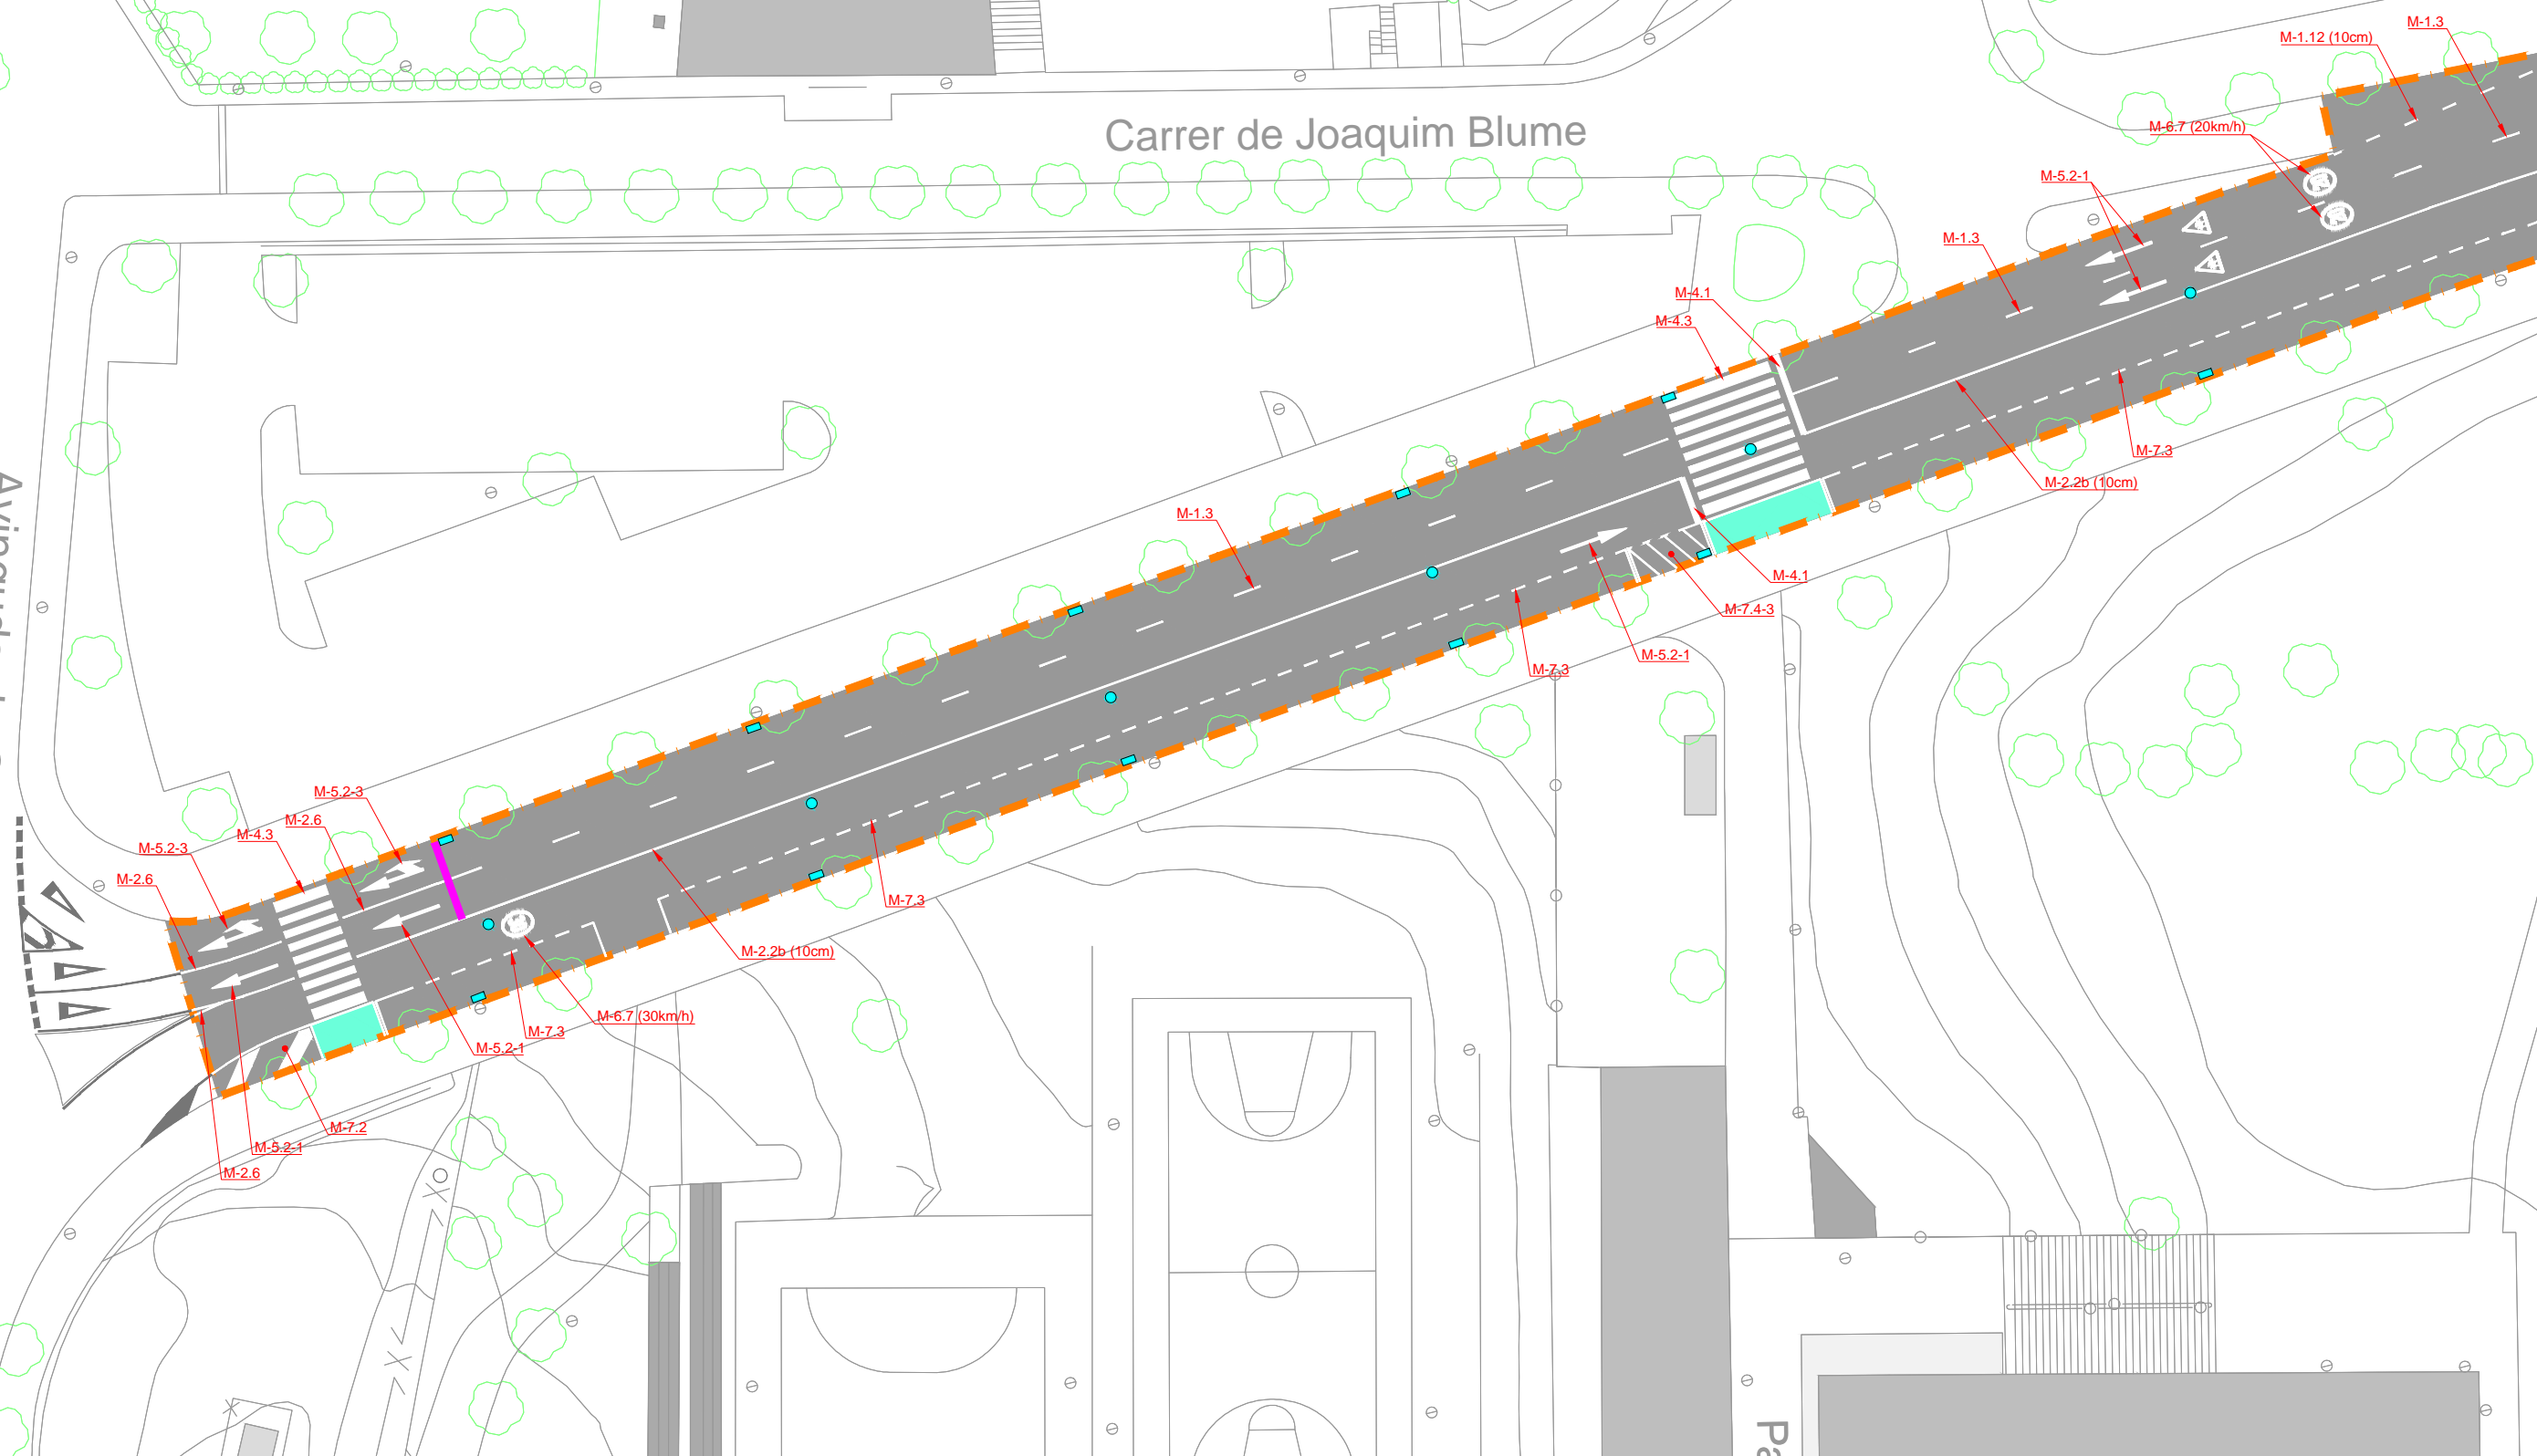 M-1.3
M-1.12 (10cm)
Carrer de Joaquim Blume
M-6.7 (20km/h)
M-5.2-1
M-1.3
M-4.1
M-4.3
M-7.3
M-2.2b (10cm)
M-1.3
M-4.1
M-7.4-3
M-5.2-1
M-7.3
M-5.2-3
M-2.6
M-4.3
M-5.2-3
M-2.6
M-7.3
M-2.2b (10cm)
M-6.7 (30km/h)
M-7.3
M-5.2-1
M-7.2
M-5.2-1
M-2.6